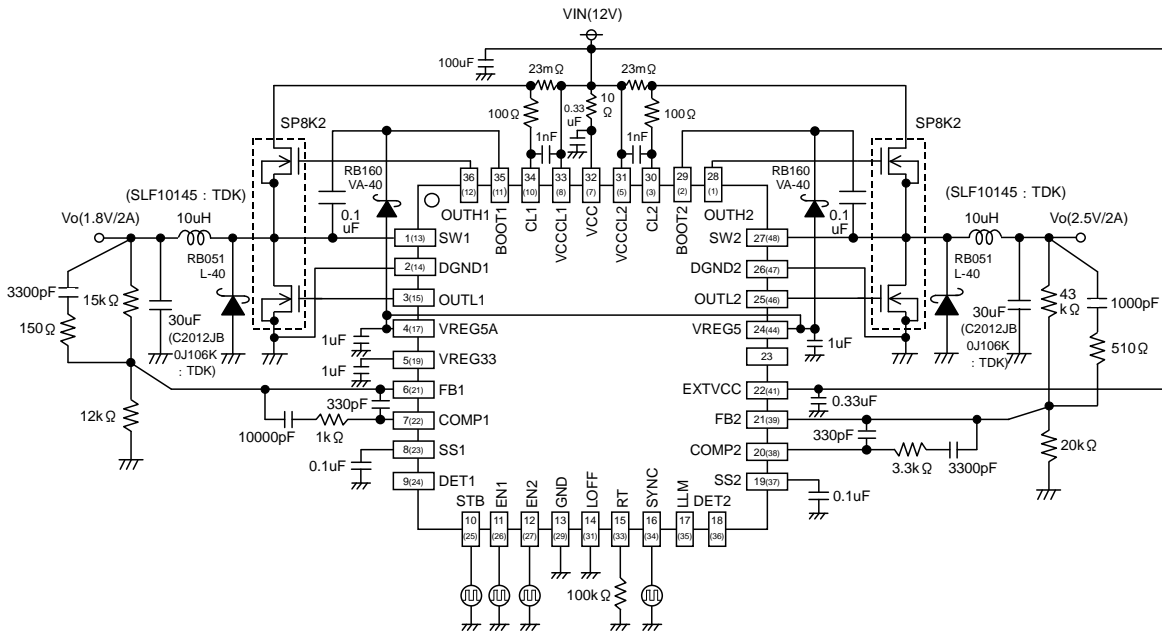 VIN(12V)
100uF
23mΩ
23mΩ
100Ω
0.33
uF
10
Ω
100Ω
1nF
1nF
SP8K2
SP8K2
RB160
VA-40
RB160
VA-40
0.1
uF
0.1
uF
(SLF10145 : TDK)
(SLF10145 : TDK)
10uH
10uH
Vo(1.8V/2A)
Vo(2.5V/2A)
36
(12)
35
(11)
34
(10)
33
(8)
32
(7)
31
(5)
30
(3)
29
(2)
28
(1)
OUTH1
BOOT1
CL1
VCCCL1
VCC
VCCCL2
CL2
BOOT2
OUTH2
1(13)
SW1
2(14)
DGND1
3(15)
OUTL1
4(17)
VREG5A
5(19)
VREG33
6(21)
FB1
7(22)
COMP1
8(23)
SS1
9(24)
DET1
SW2
27(48)
DGND2
26(47)
OUTL2
25(46)
VREG5
24(44)
23
EXTVCC
22(41)
FB2
21(39)
COMP2
20(38)
SS2
19(37)
RB051
L-40
RB051
L-40
3300pF
15kΩ
150Ω
30uF
(C2012JB
0J106K
: TDK)
12kΩ
1uF
1uF
330pF
10000pF
1kΩ
0.1uF
1uF
0.33uF
330pF
3.3kΩ
3300pF
0.1uF
30uF
(C2012JB
0J106K
: TDK)
43
kΩ
1000pF
510Ω
20kΩ
STB
EN1
EN2
GND
LOFF
RT
SYNC
LLM
DET2
10
(25)
11
(26)
12
(27)
13
(29)
14
(31)
15
(33)
16
(34)
17
(35)
18
(36)
100kΩ